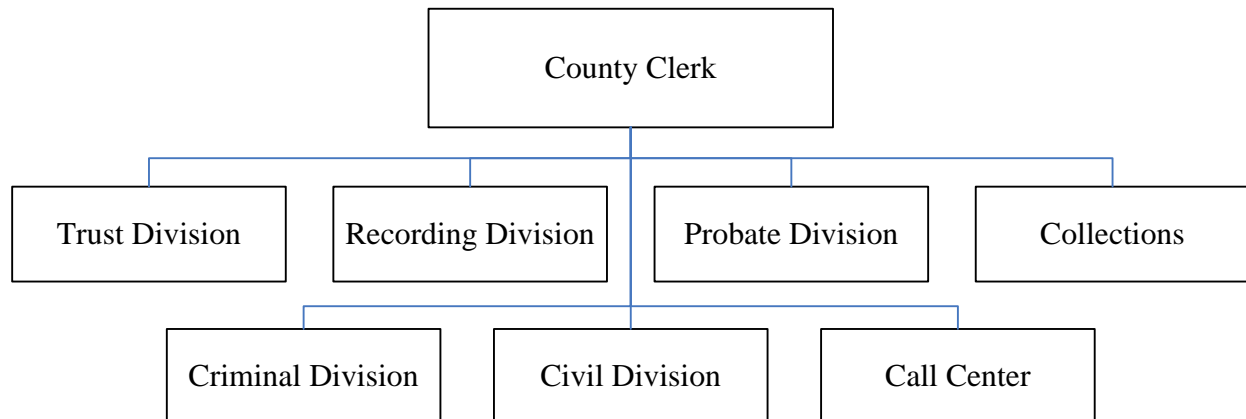 County Clerk
Trust Division
Recording Division
Probate Division
Collections
Criminal Division
Civil Division
Call Center